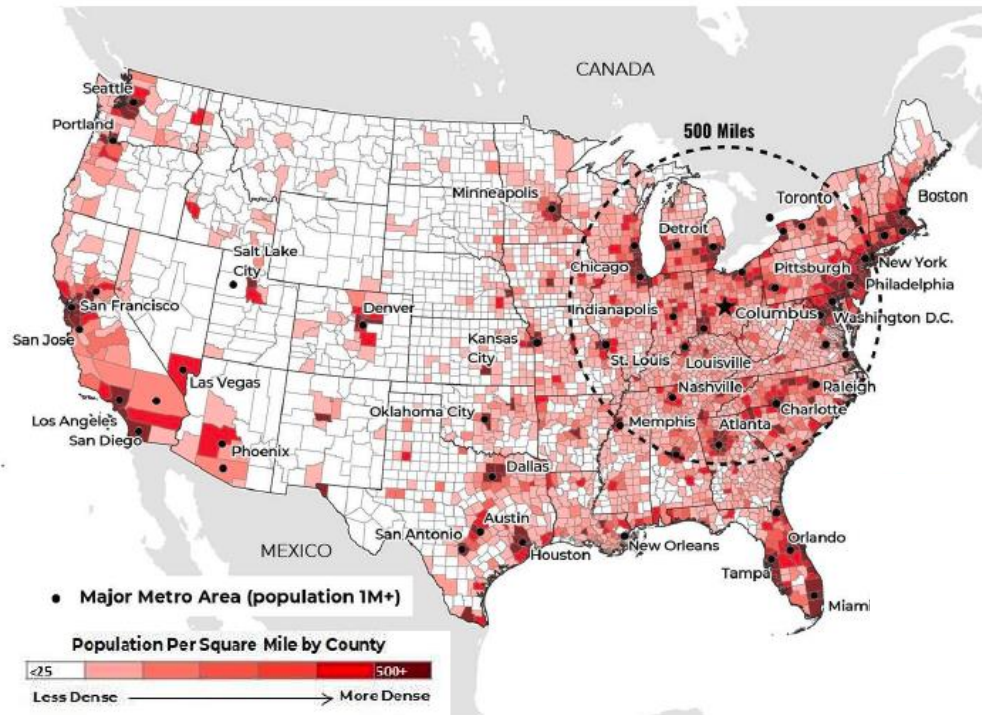 CANADA
500 Miles
Seattle
Portland
Minneapolis
Toronto
Boston
Detroit
Salt Lake
City
Chicago
Pittsburgh
New York
Philadelphia
San Francisco
Denver
Indianapolis
Columbus
Washington D.C.
San Jose
Kansas
City
St. Louis
Louisville
Las Vegas
Nashville
Raleigh
Los Angeles
Oklahoma City
Memphis
Charlotte
Atlanta
San Diego
Phoenix
Dallas
Austin
San Antonio
Houston
New Orleans
Orlando
MEXICO
Tampa
Miami
Major Metro Area (population 1M+)
Population Per Square Mile by County
<25
500+
Less Dense
More Dense